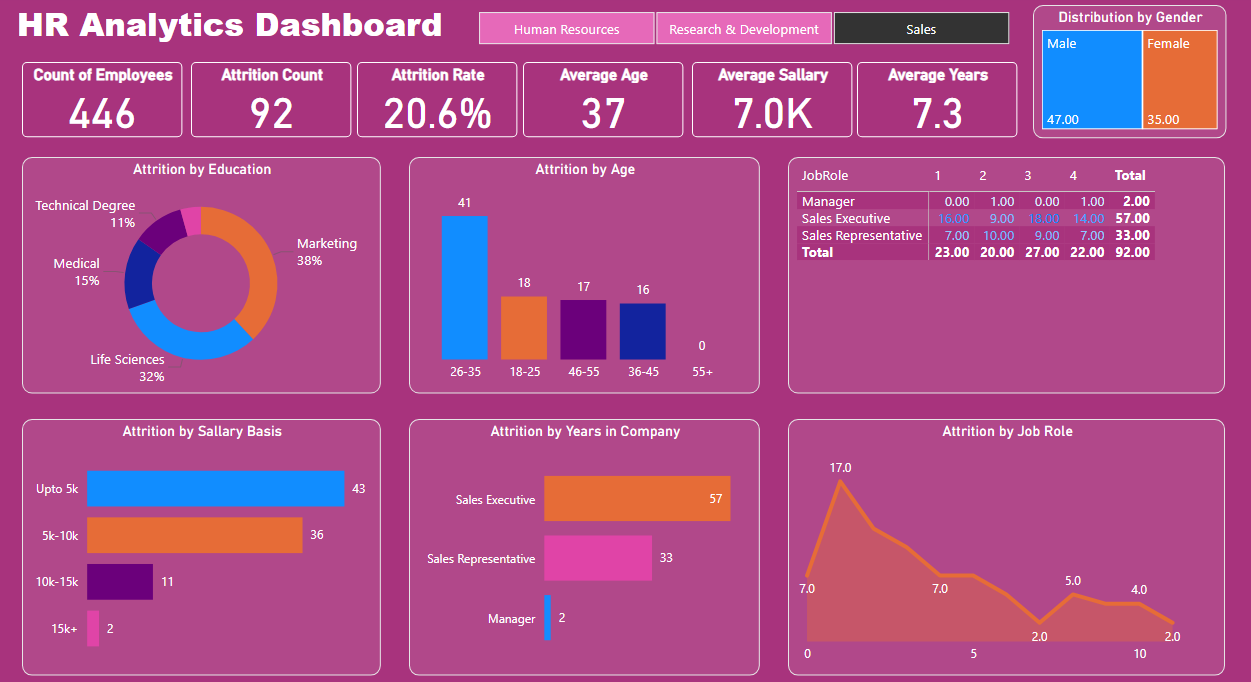 HR Analytics Dashboard
Human Resources
Research & Development
Sales
Distribution by Gender
Male
Female
47.00
35.00
Count of Employees
446
Attrition Count
92
Attrition Rate
20.6%
Average Age
37
Average Sallary
7.0K
Average Years
7.3
Attrition by Education
Technical Degree
11%
Marketing
38%
Medical
15%
Life Sciences
32%
Attrition by Age
41
18
17
16
0
26-35 18-25 46-55 36-45 55+
JobRole 1 2 3 4 Total
Manager 0.00 1.00 0.00 1.00 2.00
Sales Executive 16.00 9.00 18.00 14.00 57.00
Sales Representative 7.00 10.00 9.00 7.00 33.00
Total 23.00 20.00 27.00 22.00 92.00
Attrition by Sallary Basis
Upto 5k 43
5k-10k 36
10k-15k 11
15k+ 2
Attrition by Years in Company
Sales Executive 57
Sales Representative 33
Manager 2
Attrition by Job Role
17.0
7.0
7.0
2.0
5.0
4.0
2.0
0 5 10